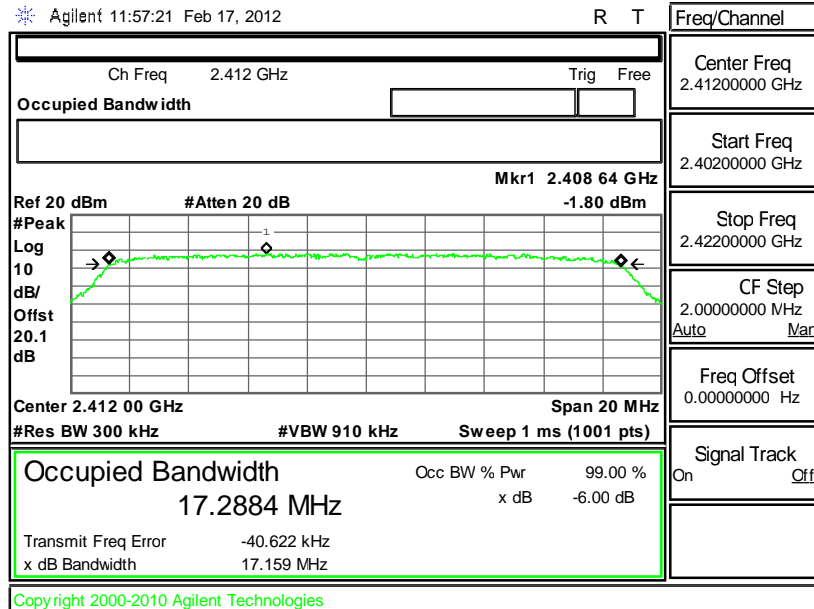 Agilent 11:57:21 Feb 17, 2012 R T
Freq/Channel
Ch Freq 2.412 GHz Trig Free
Occupied Bandwidth
Mkr1 2.408 64 GHz
Ref 20 dBm #Atten 20 dB -1.80 dBm
#Peak
Log
10
dB/
Offst
20.1
dB
1
Center 2.412 00 GHz Span 20 MHz
#Res BW 300 kHz #VBW 910 kHz Sweep 1 ms (1001 pts)
Occupied Bandwidth
17.2884 MHz
Occ BW % Pwr 99.00 %
x dB -6.00 dB
Transmit Freq Error -40.622 kHz
x dB Bandwidth 17.159 MHz
Center Freq
2.41200000 GHz
Start Freq
2.40200000 GHz
Stop Freq
2.42200000 GHz
CF Step
2.00000000 MHz
Auto Man
Freq Offset
0.00000000 Hz
Signal Track
On Off
Copyright 2000-2010 Agilent Technologies